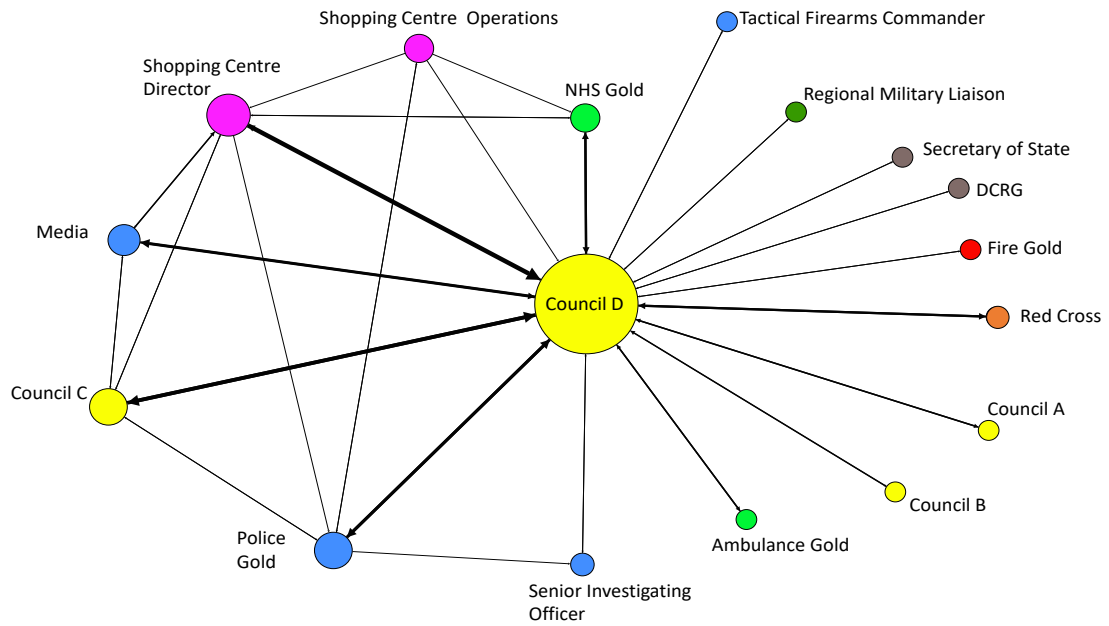 Shopping Centre Operations
Tactical Firearms Commander
Shopping Centre
Director
NHS Gold
Regional Military Liaison
Secretary of State
DCRG
Media
Fire Gold
Council D
Red Cross
Council C
Council A
Council B
Police
Gold
Ambulance Gold
Senior Investigating
Officer